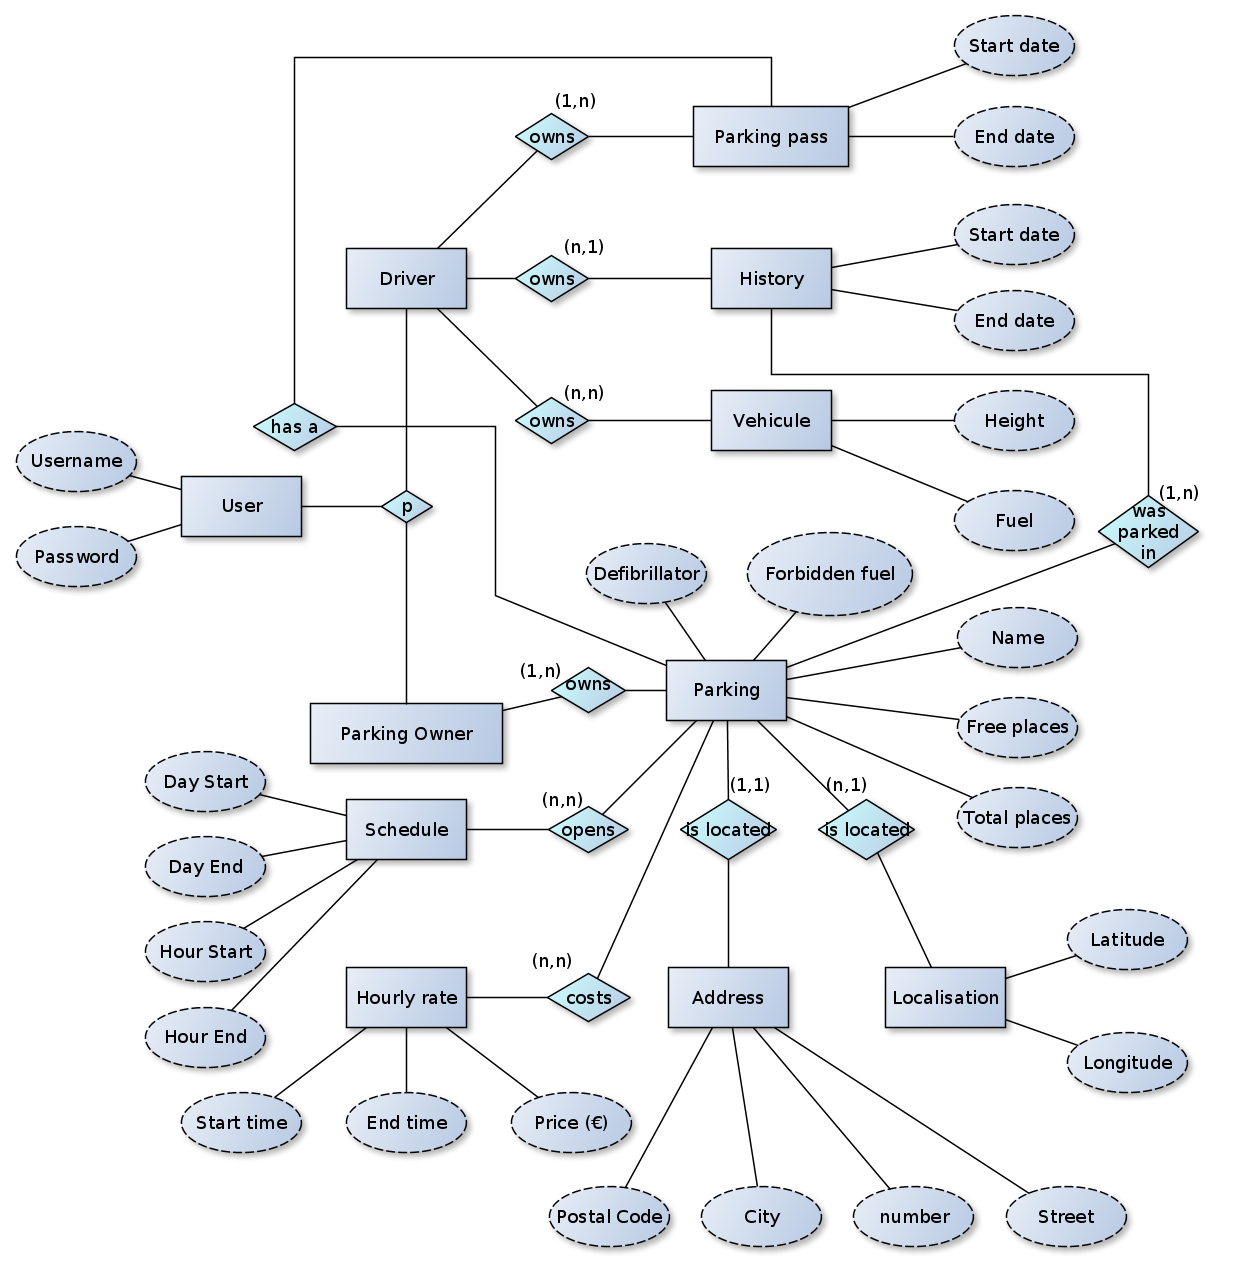 Start date
(1,n)
owns
Parking pass
End date
Start date
(n,1)
Driver
owns
History
End date
(n,n)
has a
owns
Vehicule
Height
Username
User
p
(1,n)
was
parked
in
Fuel
Password
Defibrillator
Forbidden fuel
Name
(1,n)
owns
Parking
Free places
Parking Owner
Day Start
(n,n)
(1,1)
(n,1)
Total places
Schedule
opens
is located
is located
Day End
Hour Start
Latitude
(n,n)
Hourly rate
costs
Address
Localisation
Hour End
Longitude
Start time
End time
Price (€)
Postal Code
City
number
Street